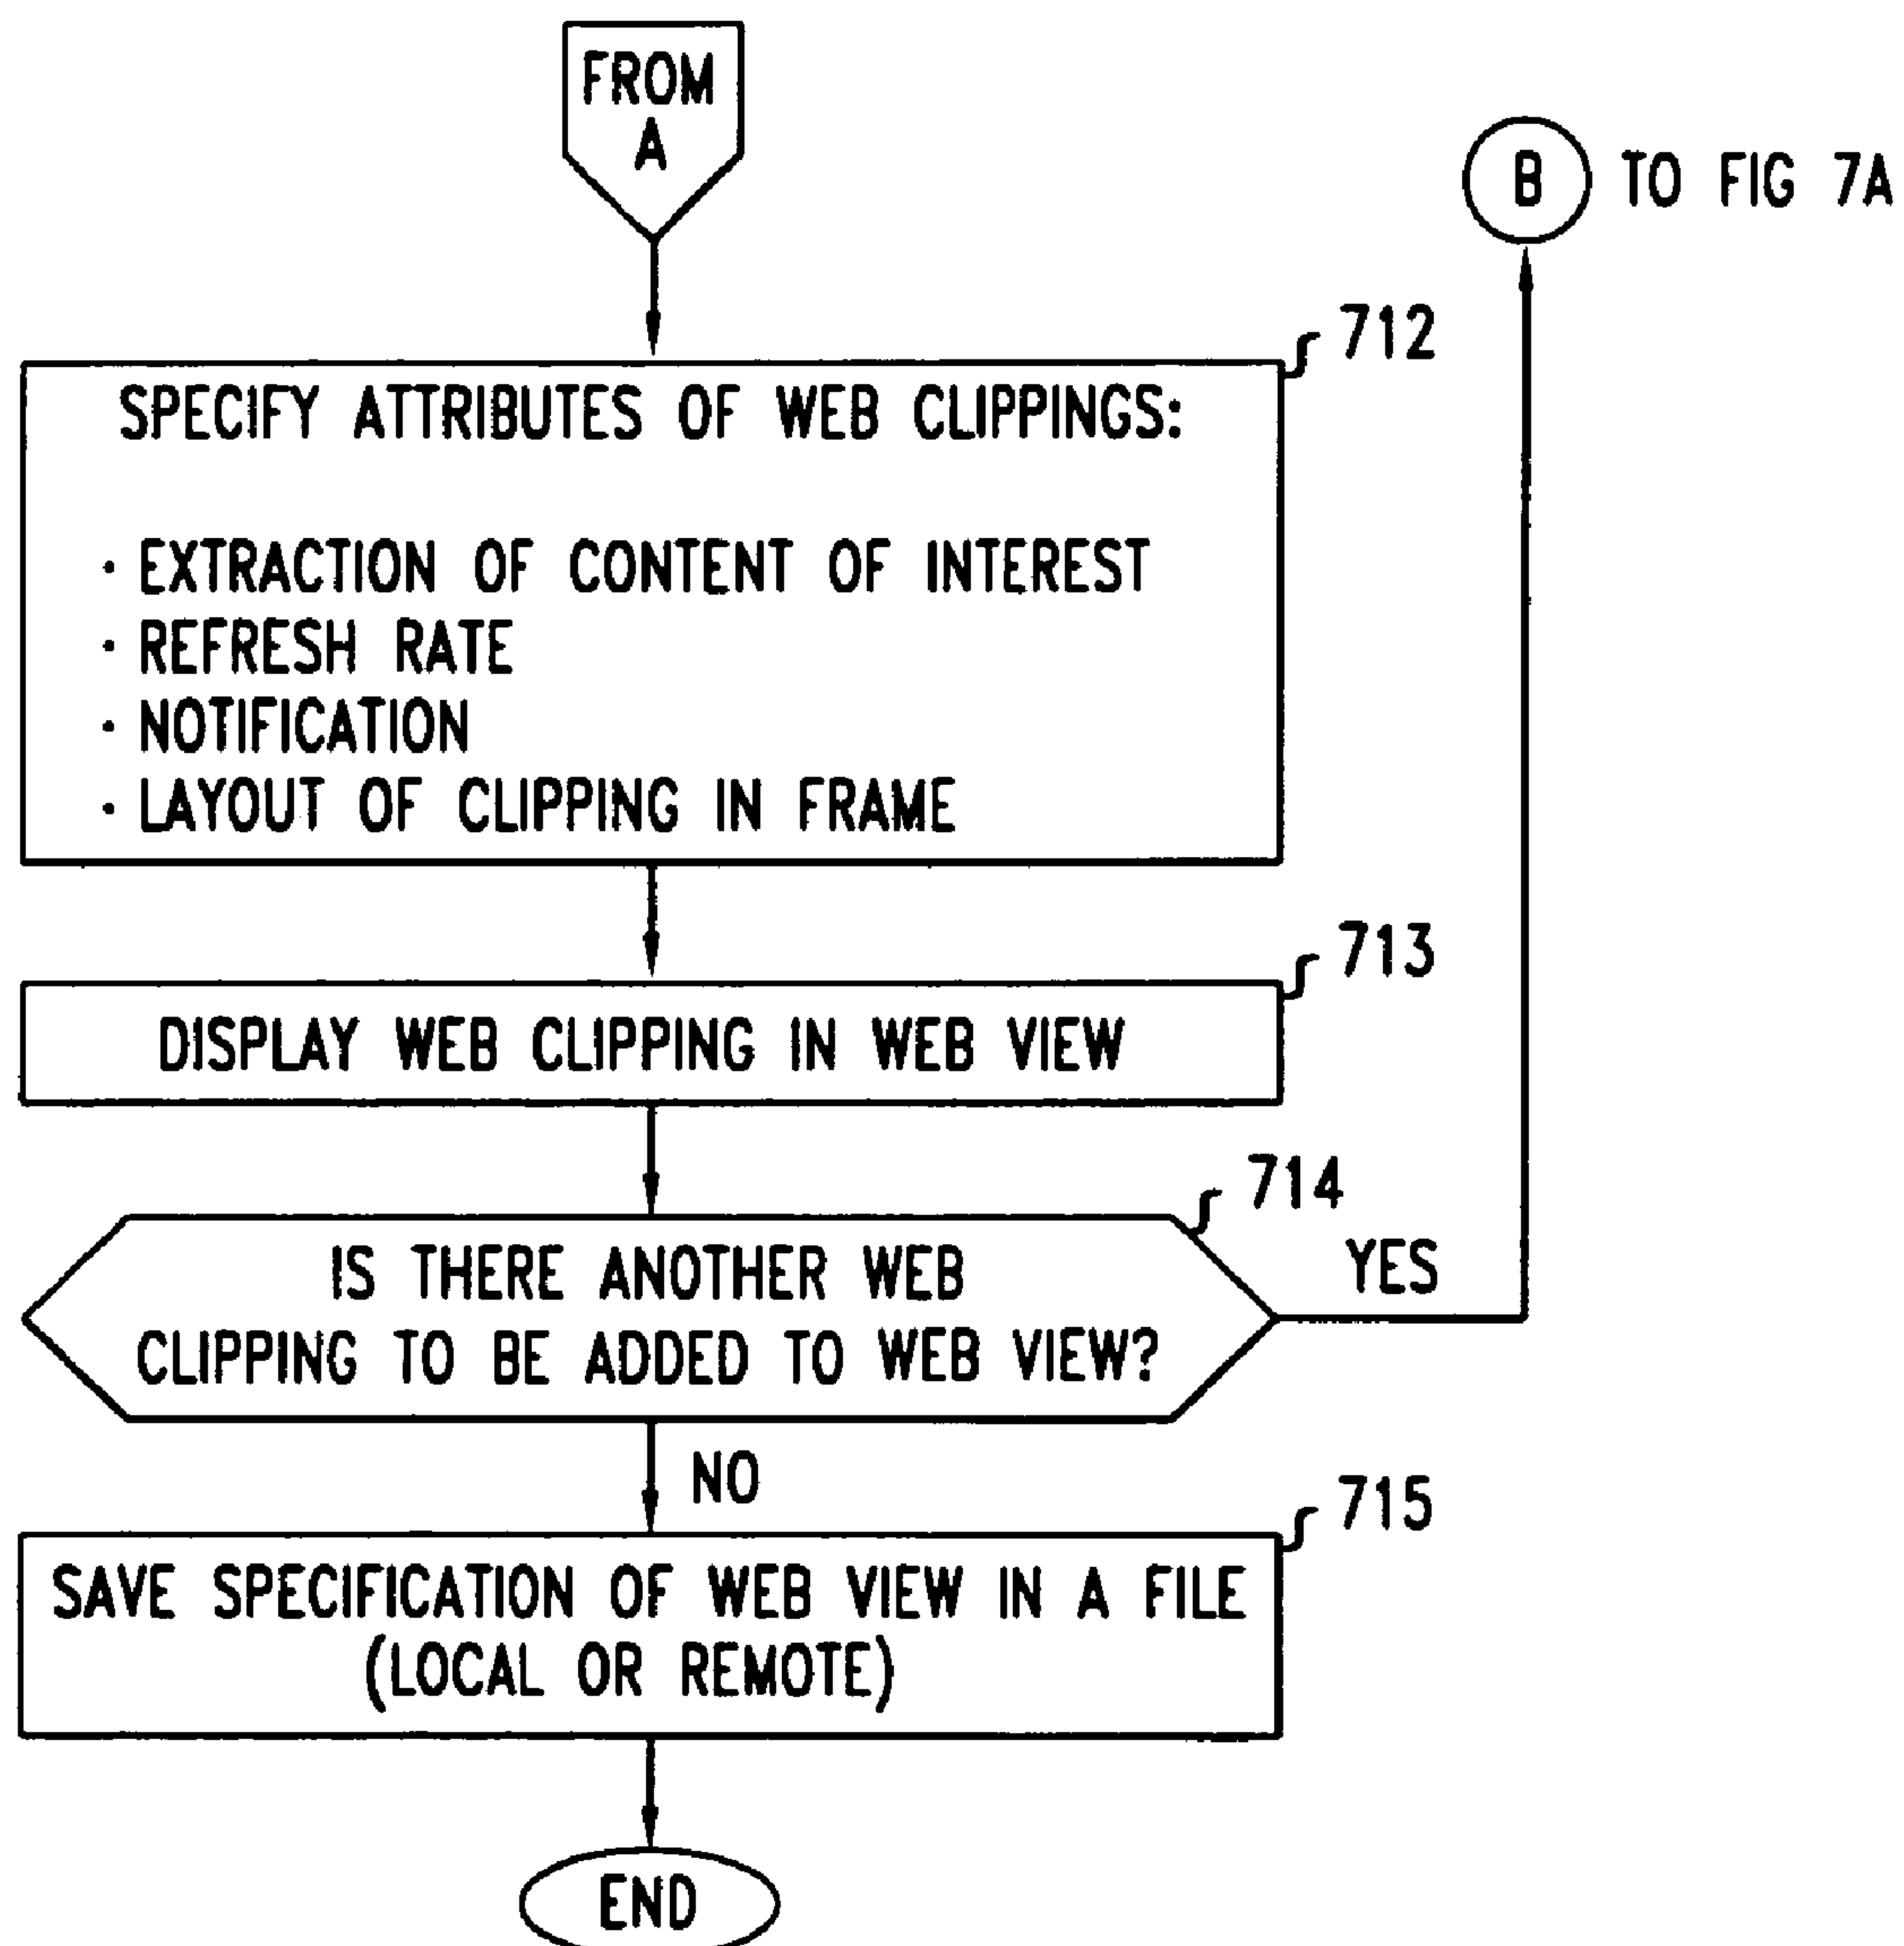 FROM
A
B TO FIG 7A
712
SPECIFY ATTRIBUTES OF WEB CLIPPINGS:
· EXTRACTION OF CONTENT OF INTEREST
· REFRESH RATE
· NOTIFICATION
· LAYOUT OF CLIPPING IN FRAME
713
DISPLAY WEB CLIPPING IN WEB VIEW
714
IS THERE ANOTHER WEB
CLIPPING TO BE ADDED TO WEB VIEW?
YES
NO
715
SAVE SPECIFICATION OF WEB VIEW IN A FILE
(LOCAL OR REMOTE)
END